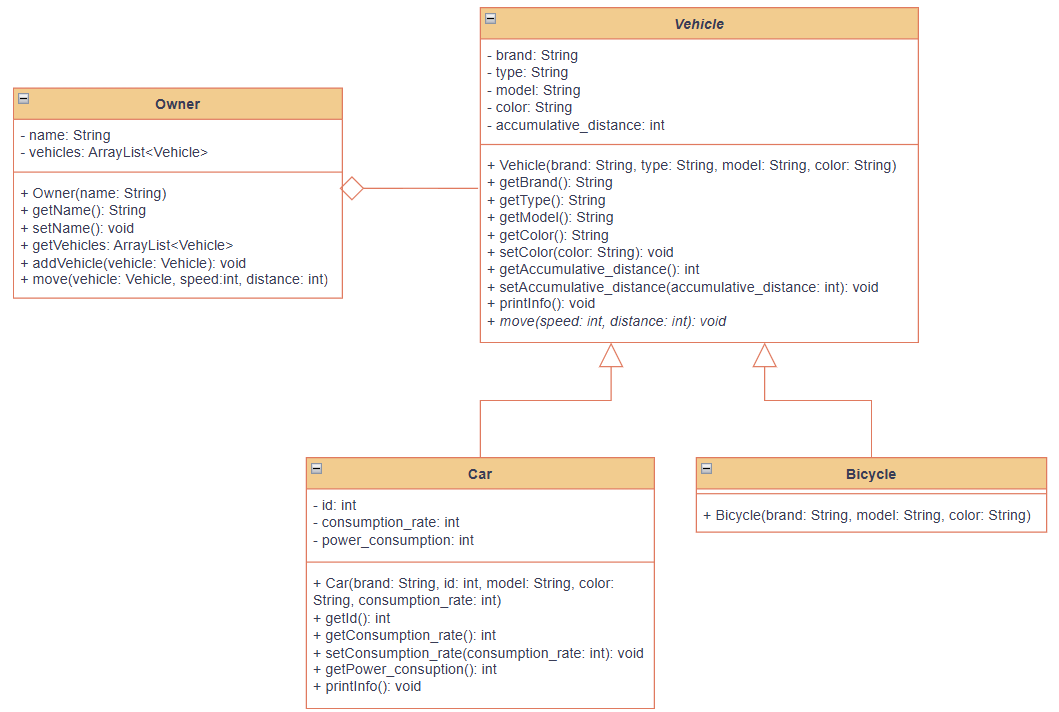 Vehicle
- brand: String
- type: String
- model: String
- color: String
- accumulative_distance: int
+ Vehicle(brand: String, type: String, model: String, color: String)
+ getBrand(): String
+ getType(): String
+ getModel(): String
+ getColor(): String
+ setColor(color: String): void
+ getAccumulative_distance(): int
+ setAccumulative_distance(accumulative_distance: int): void
+ printInfo(): void
+ move(speed: int, distance: int): void
Owner
- name: String
- vehicles: ArrayList<Vehicle>
+ Owner(name: String)
+ getName(): String
+ setName(): void
+ getVehicles: ArrayList<Vehicle>
+ addVehicle(vehicle: Vehicle): void
+ move(vehicle: Vehicle, speed:int, distance: int)
Car
- id: int
- consumption_rate: int
- power_consumption: int
+ Car(brand: String, id: int, model: String, color:
String, consumption_rate: int)
+ getId(): int
+ getConsumption_rate(): int
+ setConsumption_rate(consumption_rate: int): void
+ getPower_consuption(): int
+ printInfo(): void
Bicycle
+ Bicycle(brand: String, model: String, color: String)